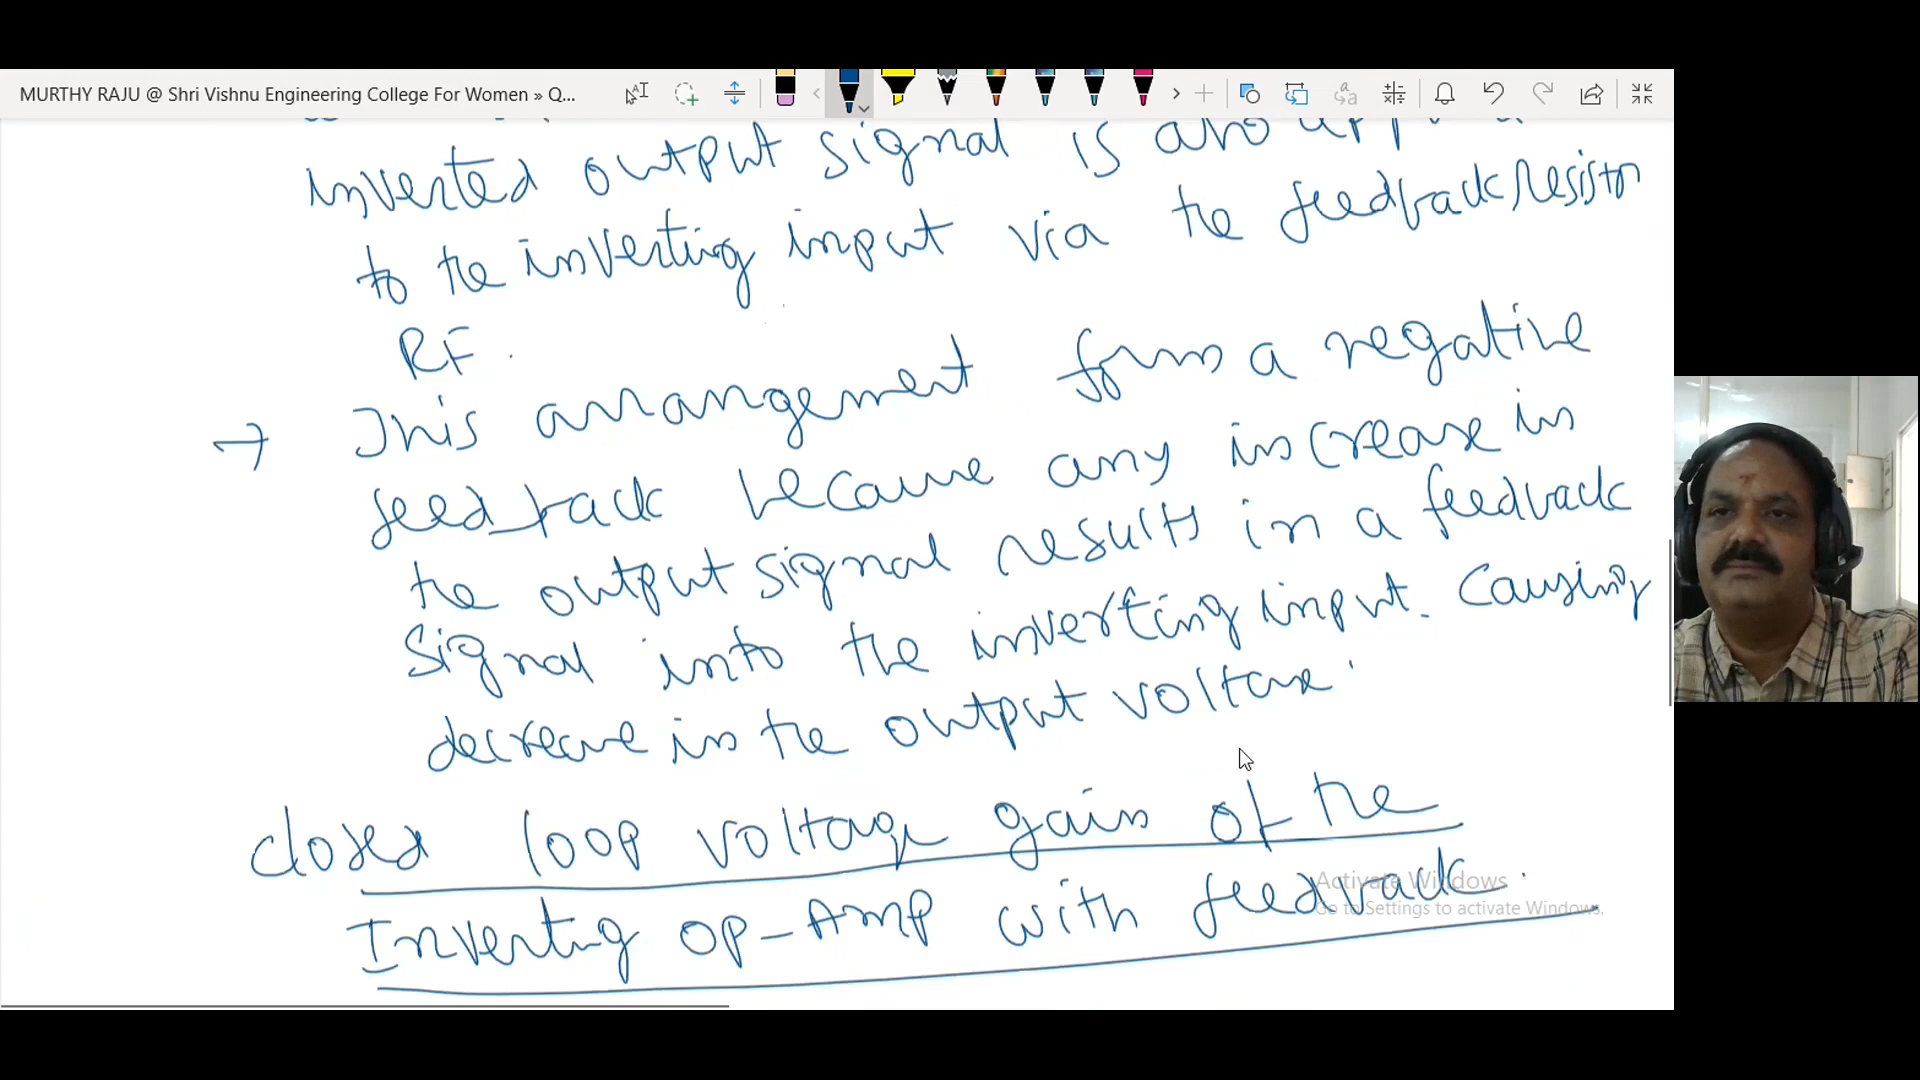 MURTHY RAJU @ Shri Vishnu Engineering College For Women » Q...
inverted output signal is also
to the inverting input via the feedback resistor
RF.
→ This arrangement forms a negative
feedback because any increase in
the output signal results in a feedback
signal into the inverting input. causing
decrease in the output voltage.
closed loop voltage gain of the
Inverting OP-AMP with feedback.
Activate Windows
Go to Settings to activate Windows.